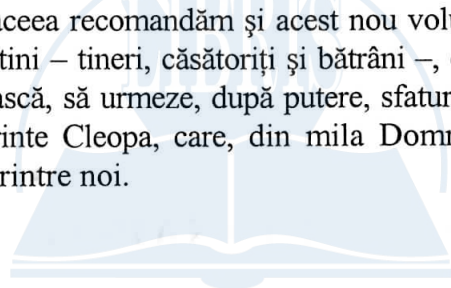 aceea recomandăm şi acest nou volu
tini – tineri, căsătoriţi şi bătrâni –,
ască, să urmeze, după putere, sfatur
rinte Cleopa, care, din mila Domn
rintre noi.